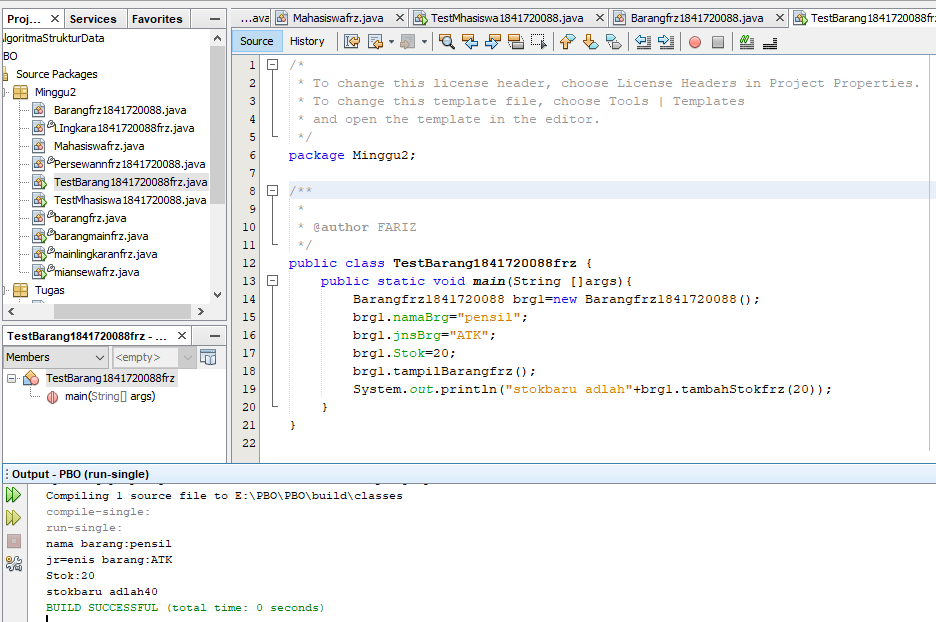 Proj... × Services Favorites
...ava Mahasiswafrz.java × TestMhasiswa1841720088.java × Barangfrz1841720088.java × TestBarang1841720088fr
lgoritmaStrukturData
BO
Source Packages
Minggu2
Barangfrz1841720088.java
LIngkara1841720088frz.java
Mahasiswafrz.java
Persewannfrz1841720088.java
TestBarang1841720088frz.java
TestMhasiswa1841720088.java
barangfrz.java
barangmainfrz.java
mainlingkaranfrz.java
miansewafrz.java
Tugas
TestBarang1841720088frz - ... ×
Members <empty>
TestBarang1841720088frz
main(String[] args)
Source History
1 /*
2 * To change this license header, choose License Headers in Project Properties.
3 * To change this template file, choose Tools | Templates
4 * and open the template in the editor.
5 */
6 package Minggu2;
7
8 /**
9 *
10 * @author FARIZ
11 */
12 public class TestBarang1841720088frz {
13 public static void main(String []args){
14 Barangfrz1841720088 brg1=new Barangfrz1841720088();
15 brg1.namaBrg="pensil";
16 brg1.jnsBrg="ATK";
17 brg1.Stok=20;
18 brg1.tampilBarangfrz();
19 System.out.println("stokbaru adlah"+brg1.tambahStokfrz(20));
20 }
21 }
22
Output - PBO (run-single)
Compiling 1 source file to E:\PBO\PBO\build\classes
compile-single:
run-single:
nama barang:pensil
jr=enis barang:ATK
Stok:20
stokbaru adlah40
BUILD SUCCESSFUL (total time: 0 seconds)